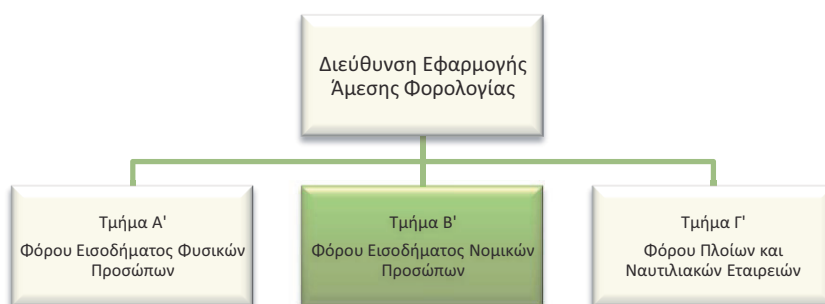 Διεύθυνση Εφαρμογής
Άμεσης Φορολογίας
Τμήμα Α'
Φόρου Εισοδήματος Φυσικών
Προσώπων
Τμήμα Β'
Φόρου Εισοδήματος Νομικών
Προσώπων
Τμήμα Γ'
Φόρου Πλοίων και
Ναυτιλιακών Εταιρειών